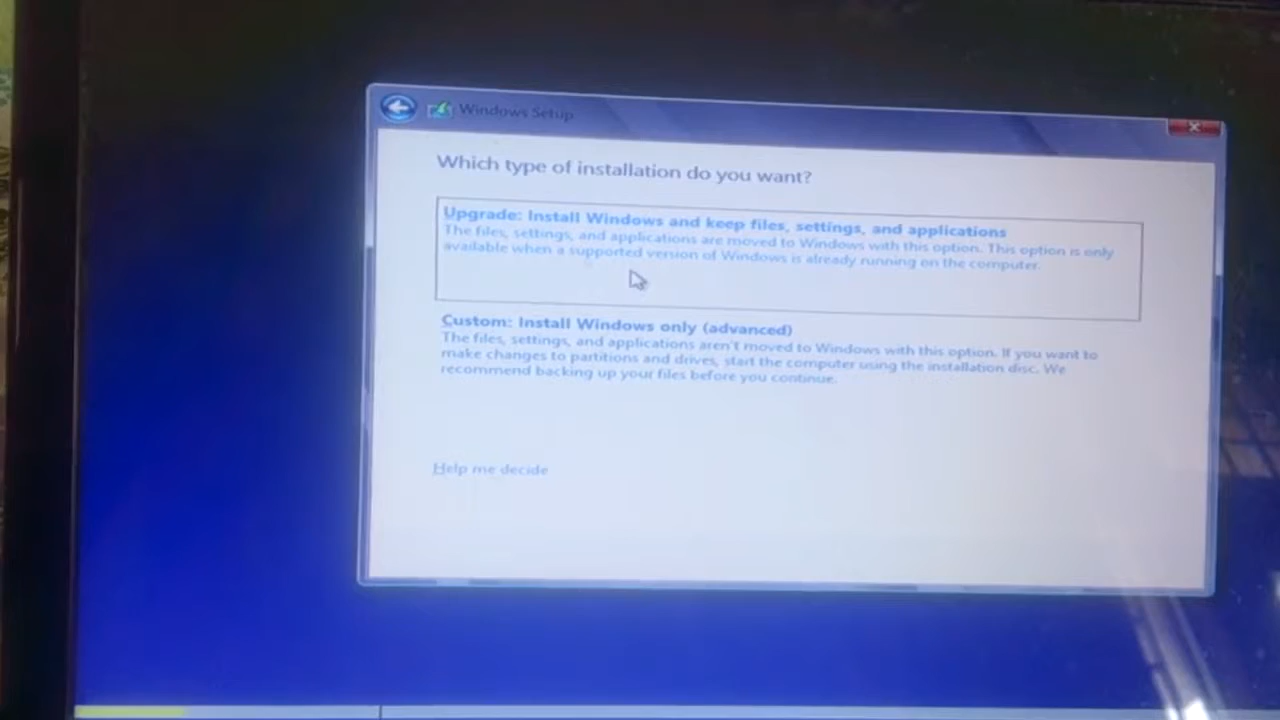 Windows Setup
Which type of installation do you want?
Upgrade: Install Windows and keep files, settings, and applications
The files, settings, and applications are moved to Windows with this option. This option is only
available when a supported version of Windows is already running on the computer.
Custom: Install Windows only (advanced)
The files, settings, and applications aren't moved to Windows with this option. If you want to
make changes to partitions and drives, start the computer using the installation disc. We
recommend backing up your files before you continue.
Help me decide